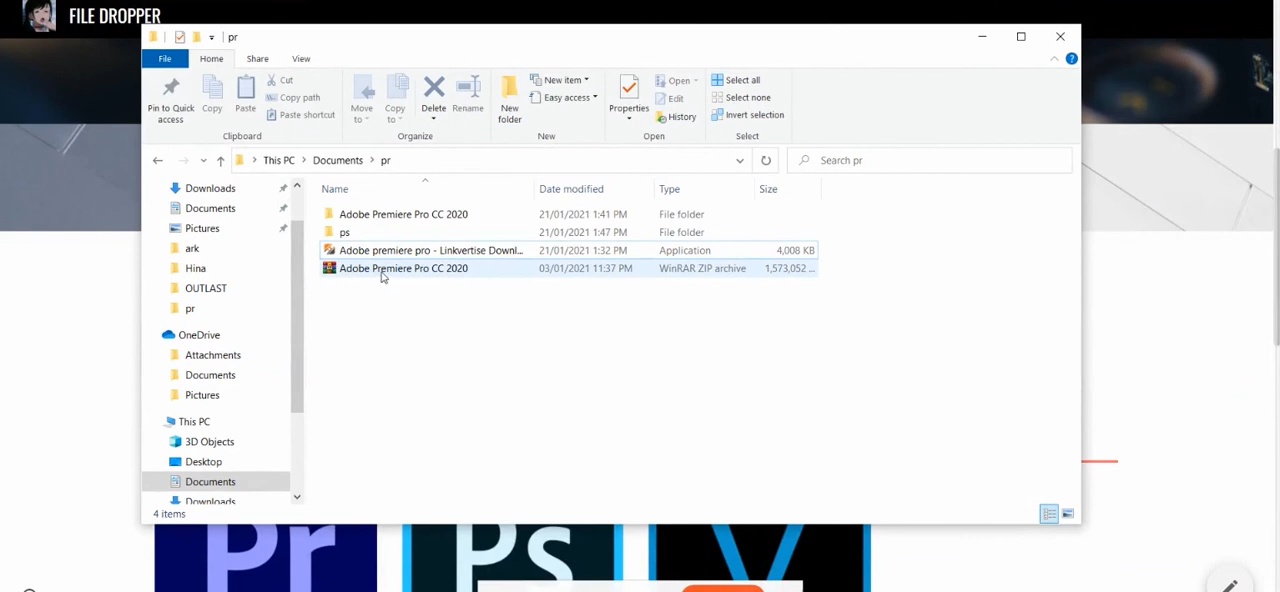 FILE DROPPER
pr
File Home Share View
Pin to Quick access
Copy
Paste
Cut
Copy path
Paste shortcut
Clipboard
Move to
Copy to
Delete
Rename
Organize
New folder
New item
Easy access
New
Properties
Open
Edit
History
Open
Select all
Select none
Invert selection
Select
This PC > Documents > pr
Search pr
Name Date modified Type Size
Adobe Premiere Pro CC 2020 21/01/2021 1:41 PM File folder
ps 21/01/2021 1:47 PM File folder
Adobe premiere pro - Linkvertise Downl... 21/01/2021 1:32 PM Application 4,008 KB
Adobe Premiere Pro CC 2020 03/01/2021 11:37 PM WinRAR ZIP archive 1,573,052 ...
Downloads
Documents
Pictures
ark
Hina
OUTLAST
pr
OneDrive
Attachments
Documents
Pictures
This PC
3D Objects
Desktop
Documents
Downloads
4 items
Pr
Ps
V